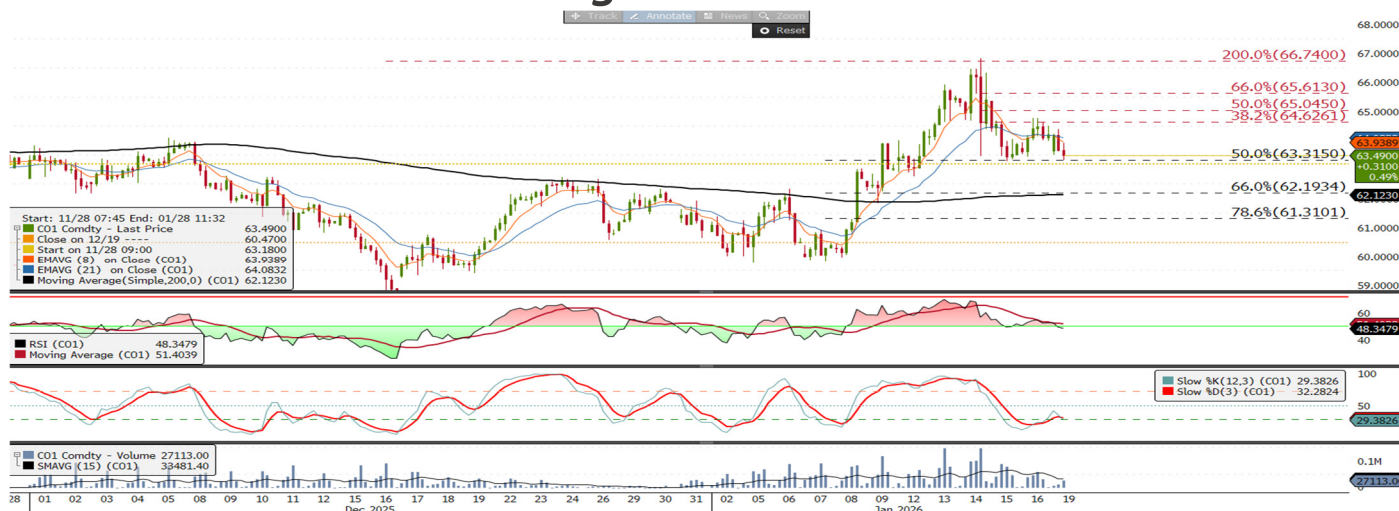 Track Annotate News Zoom
Reset
68.0000
67.0000
66.0000
65.0000
61.0000
60.0000
59.0000
200.0%(66.7400)
66.0%(65.6130)
50.0%(65.0450)
38.2%(64.6261)
50.0%(63.3150)
66.0%(62.1934)
78.6%(61.3101)
63.9389
63.4900
+0.3100
0.49%
62.1230
Start: 11/28 07:45 End: 01/28 11:32
CO1 Comdty - Last Price 63.4900
Close on 12/19 ---- 60.4700
Start on 11/28 09:00 63.1800
EMAVG (8) on Close (CO1) 63.9389
EMAVG (21) on Close (CO1) 64.0832
Moving Average(Simple,200,0) (CO1) 62.1230
RSI (CO1) 48.3479
Moving Average (CO1) 51.4039
60
48.3479
40
Slow %K(12,3) (CO1) 29.3826
Slow %D(3) (CO1) 32.2824
100
50
29.3826
CO1 Comdty - Volume 27113.00
SMAVG (15) (CO1) 33481.40
0.1M
27113.00
28 01 02 03 04 05 08 09 10 11 12 15 16 17 18 19 22 23 24 26 29 30 31 02 05 06 07 08 09 12 13 14 15 16 19
Dec 2025 Jan 2026